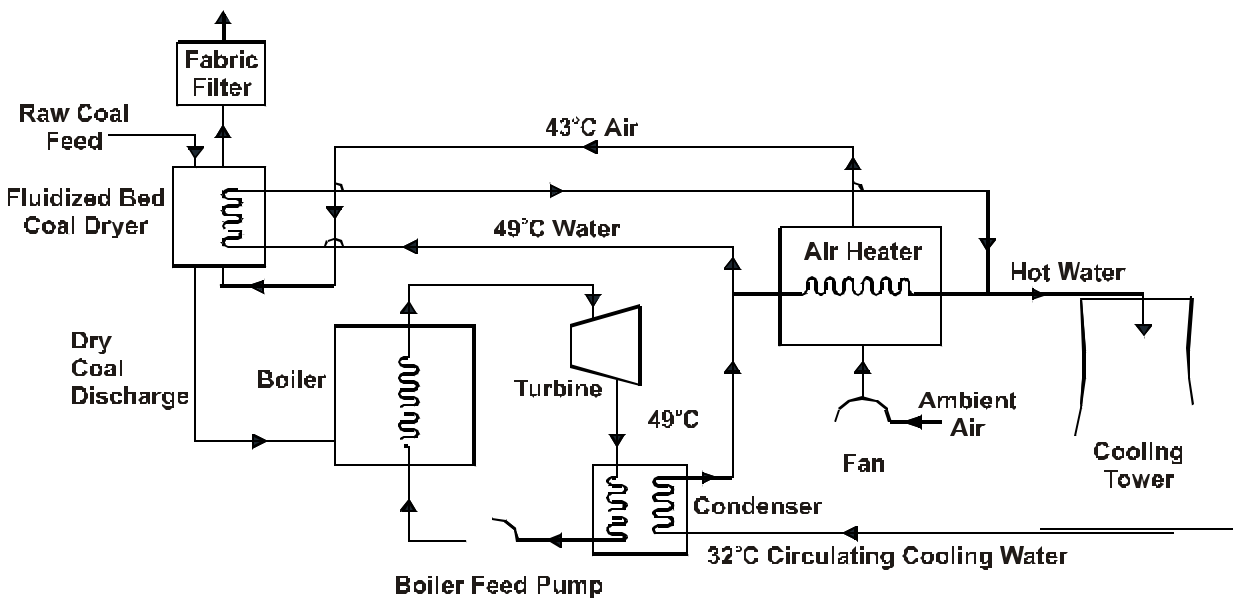 Fabric
Filter
Raw Coal
Feed
43°C Air
Fluidized Bed
Coal Dryer
49°C Water
Air Heater
Hot Water
Dry
Coal
Discharge
Boiler
Turbine
49°C
Ambient
Air
Fan
Cooling
Tower
Condenser
32°C Circulating Cooling Water
Boiler Feed Pump